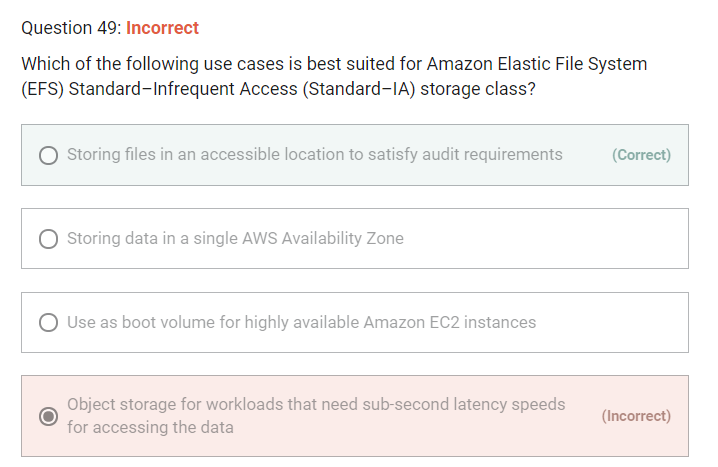 Question 49: Incorrect
Which of the following use cases is best suited for Amazon Elastic File System
(EFS) Standard–Infrequent Access (Standard–IA) storage class?
Storing files in an accessible location to satisfy audit requirements (Correct)
Storing data in a single AWS Availability Zone
Use as boot volume for highly available Amazon EC2 instances
Object storage for workloads that need sub-second latency speeds
for accessing the data (Incorrect)